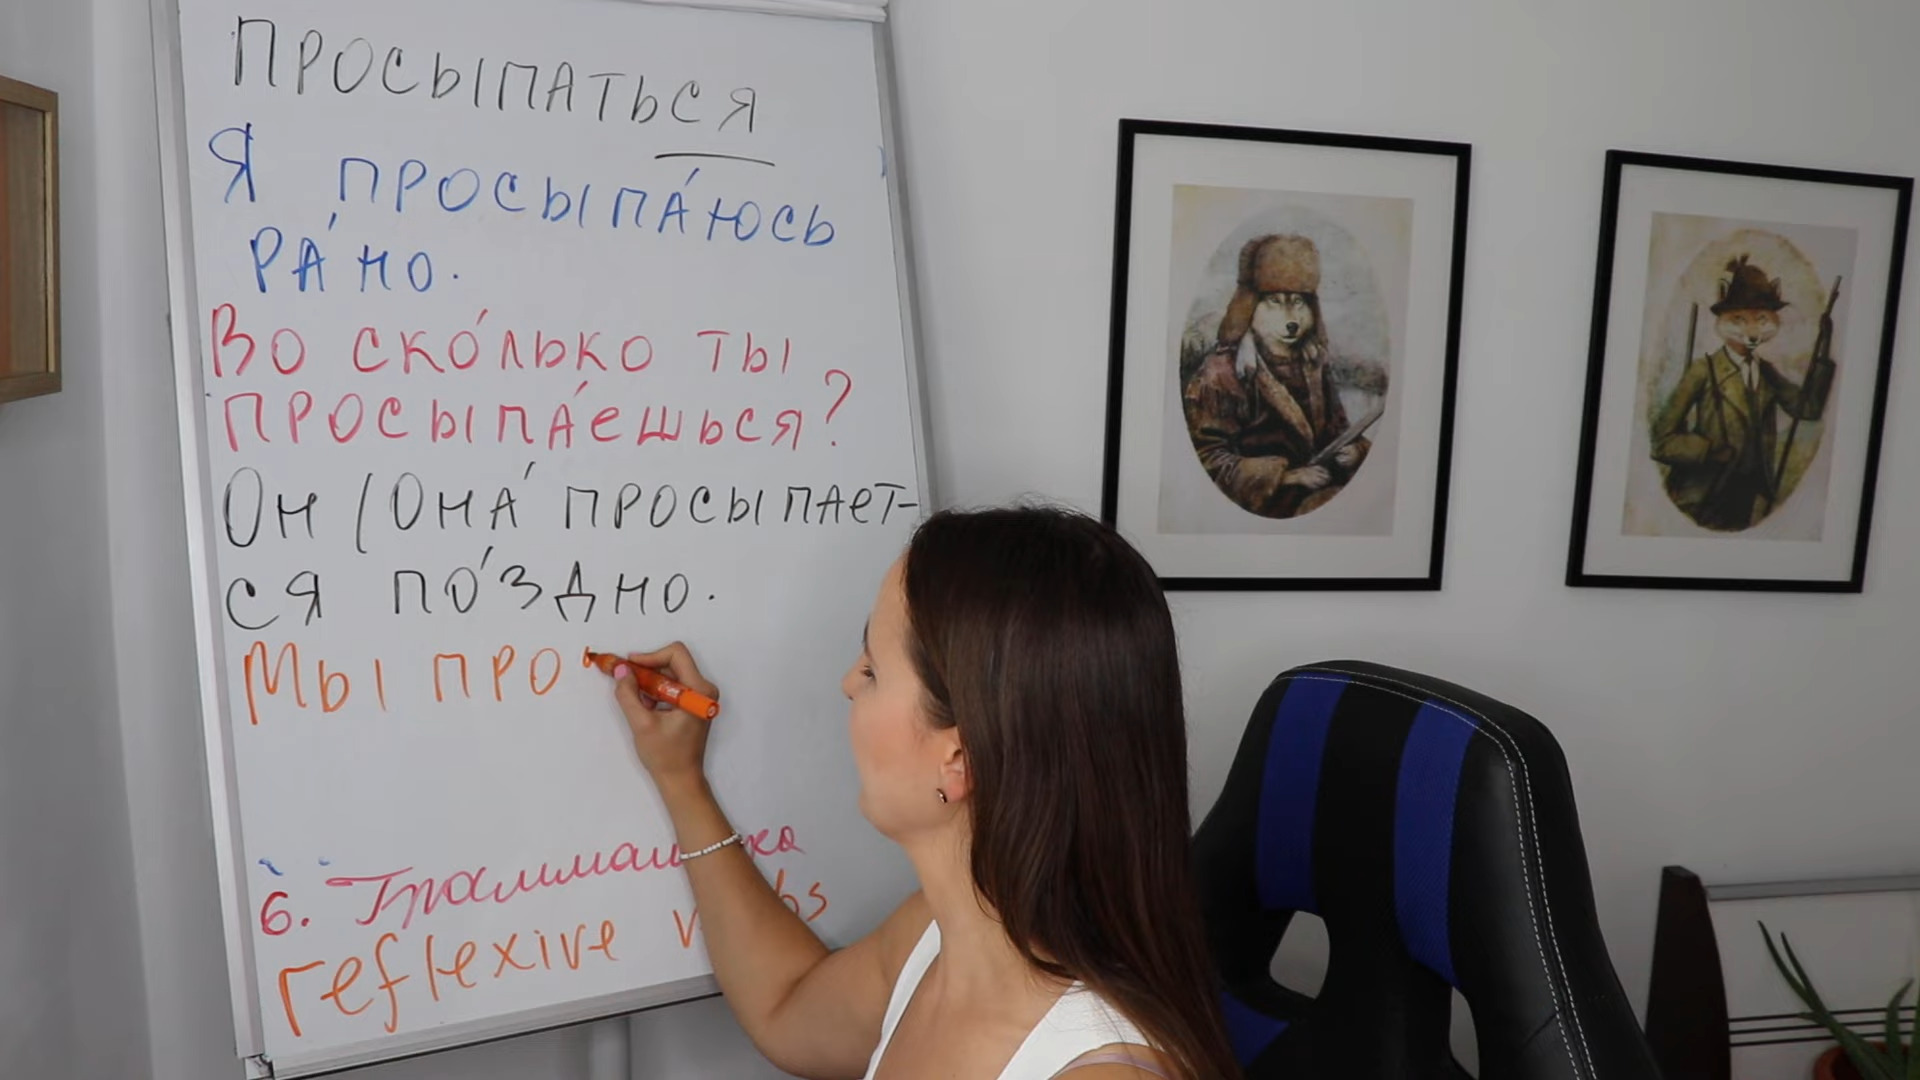 ПРОСЫПАТЬСЯ
Я ПРОСЫПА́ЮСЬ
РА́НО.
ВО СКО́ЛЬКО ТЫ
ПРОСЫПА́еШЬСЯ?
ОН / ОНА́ ПРОСЫПАеТ-
СЯ ПО́ЗДНО.
МЫ ПРО
6.
reflexive